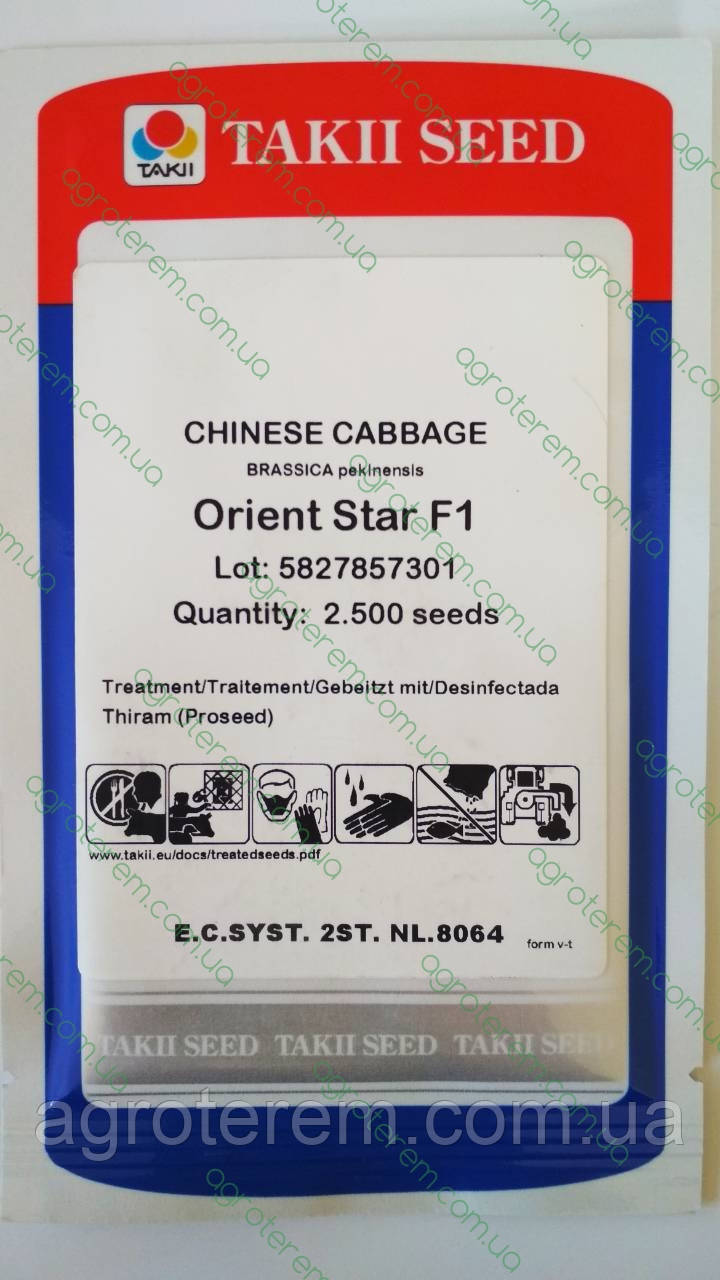 TAKII
TAKII SEED
CHINESE CABBAGE
BRASSICA pekinensis
Orient Star F1
Lot: 5827857301
Quantity: 2.500 seeds
Treatment/Traitement/Gebeitzt mit/Desinfectada
Thiram (Proseed)
www.takii.eu/docs/treatedseeds.pdf
E.C.SYST. 2ST. NL.8064
form v-t
TAKII SEED TAKII SEED TAKII SEED
agroterem.com.ua